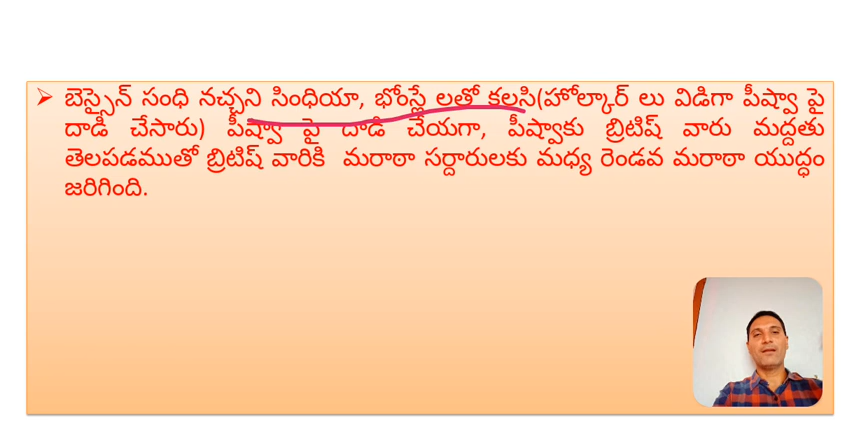 ➢ బెస్సైన్ సంధి నచ్చని సింధియా, భోంస్లే లతో కలసి(హోల్కార్ లు విడిగా పీష్వా పై
దాడి చేసారు) పీష్వా పై దాడి చేయగా, పీష్వాకు బ్రిటిష్ వారు మద్దతు
తెలపడముతో బ్రిటిష్ వారికి మరాఠా సర్దారులకు మధ్య రెండవ మరాఠా యుద్ధం
జరిగింది.